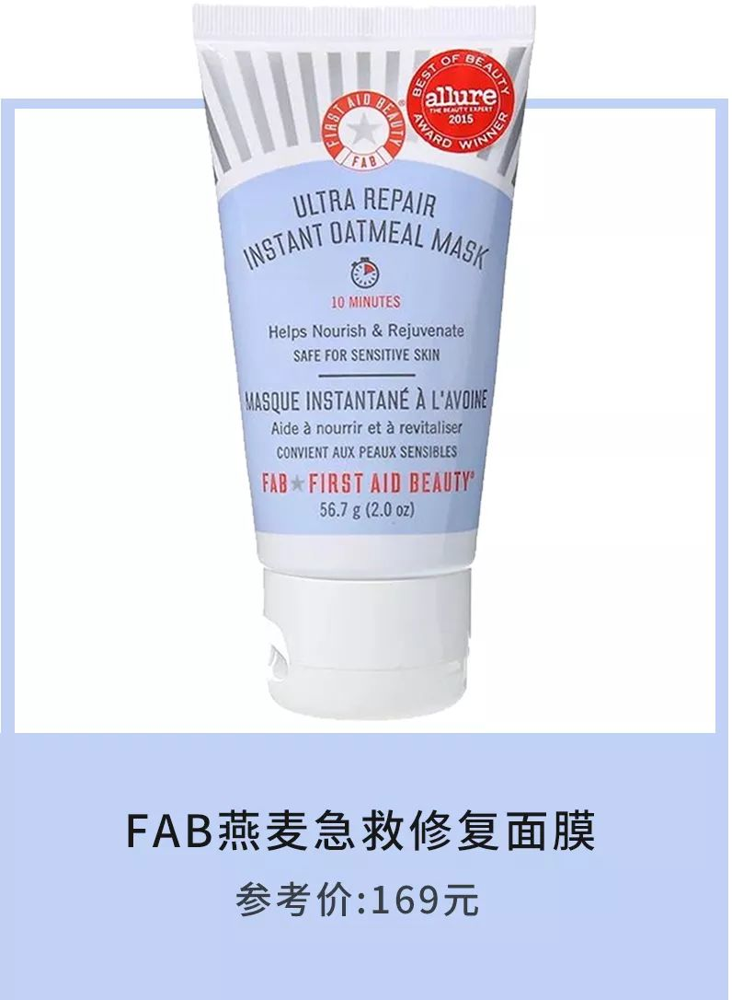 BEST OF BEAUTY
allure
THE BEAUTY EXPERT
2015
AWARD WINNER
FIRST AID BEAUTY®
FAB
ULTRA REPAIR
INSTANT OATMEAL MASK
10 MINUTES
Helps Nourish & Rejuvenate
SAFE FOR SENSITIVE SKIN
MASQUE INSTANTANÉ À L'AVOINE
Aide à nourrir et à revitaliser
CONVIENT AUX PEAUX SENSIBLES
FAB★FIRST AID BEAUTY®
56.7 g (2.0 oz)
FAB燕麦急救修复面膜
参考价:169元